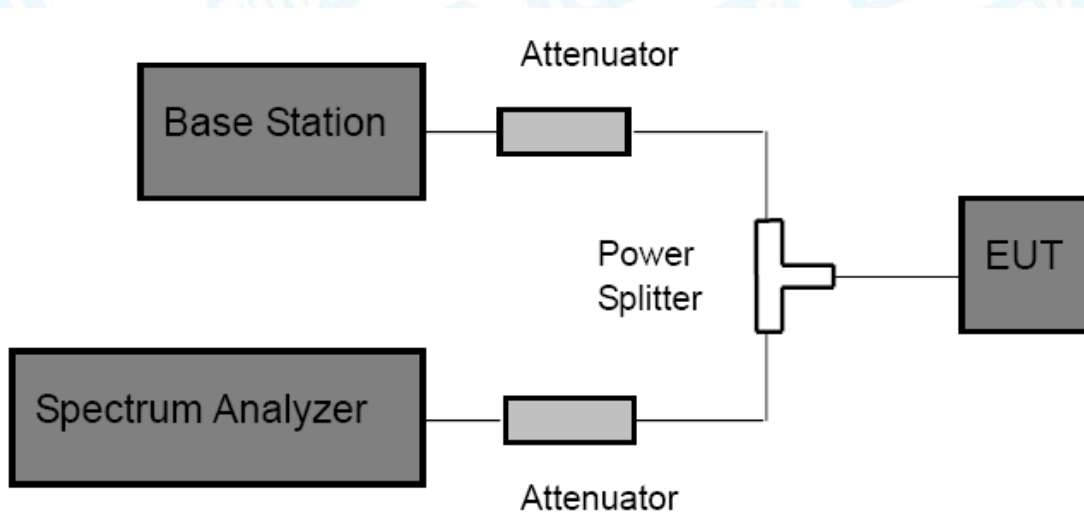 Attenuator
Base Station
Power
Splitter
EUT
Spectrum Analyzer
Attenuator